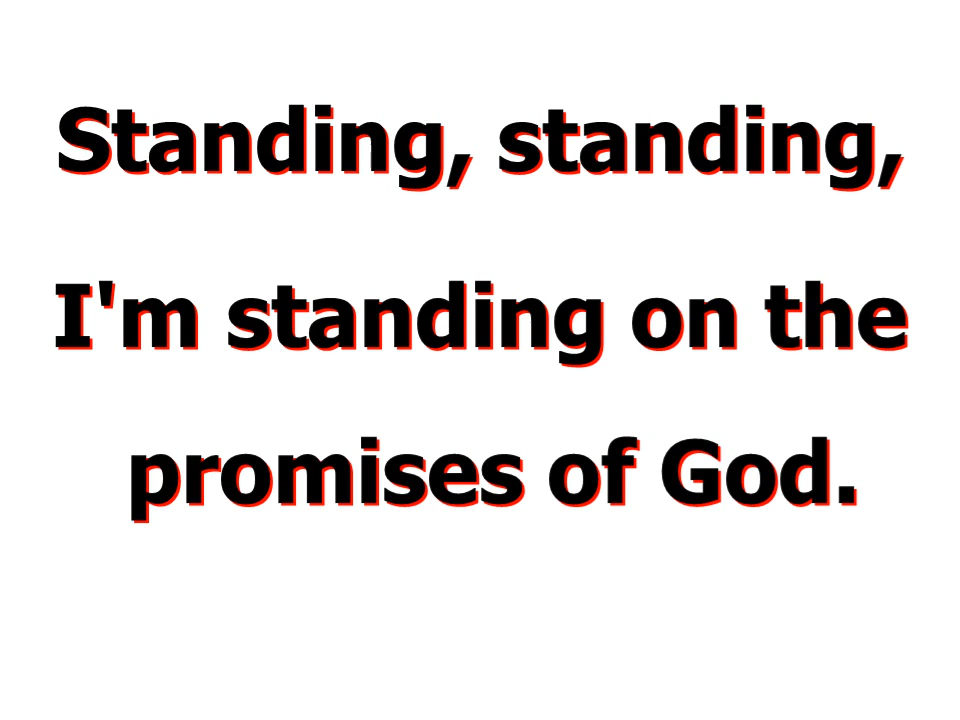 Standing, standing,
I'm standing on the
promises of God.